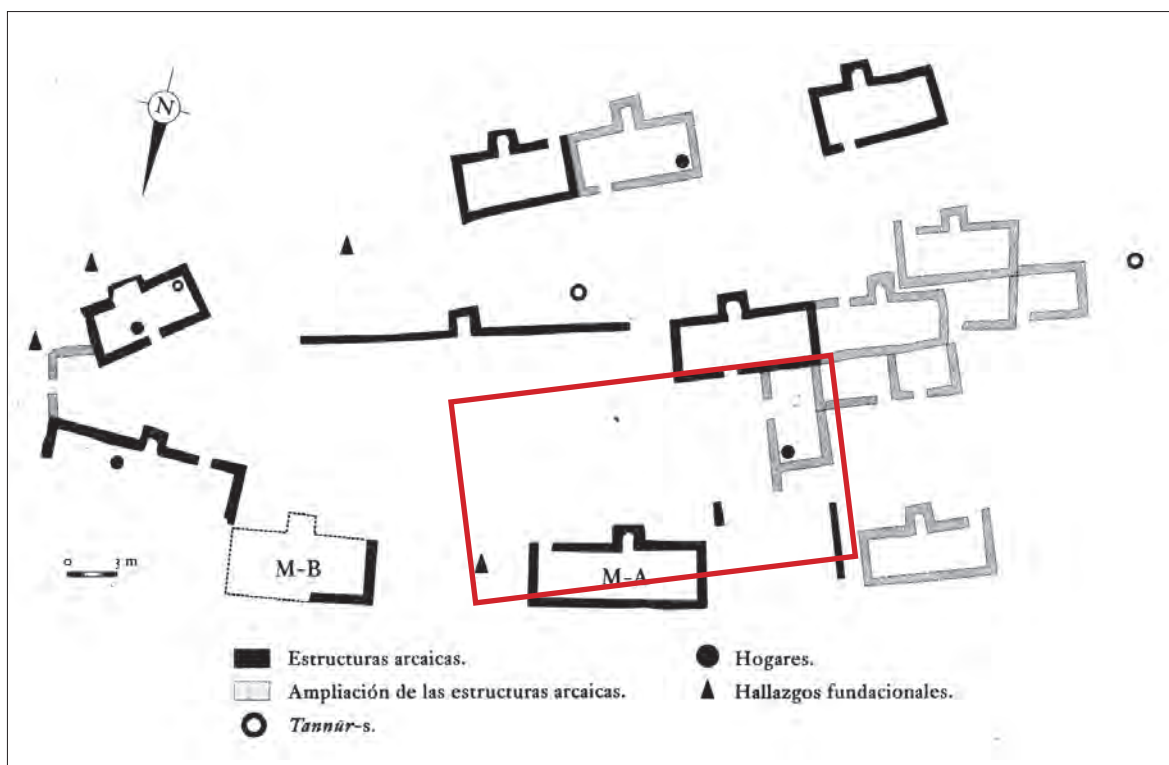 N
M-B
M-A
0 3 m
Estructuras arcaicas.
Ampliación de las estructuras arcaicas.
Tannūr-s.
Hogares.
Hallazgos fundacionales.